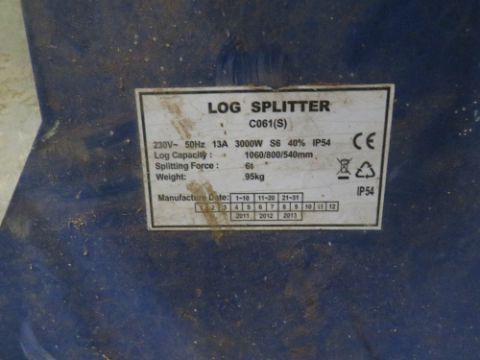 LOG SPLITTER
C061(S)
230V~ 50Hz 13A 3000W S6 40% IP54
Log Capacity : 1060/800/540mm
Splitting Force : 6t
Weight: 95kg
CE
IP54
Manufacture Date: 1~10 11~20 21~31
1 2 3 4 5 6 7 8 9 10 11 12
2011 2012 2013